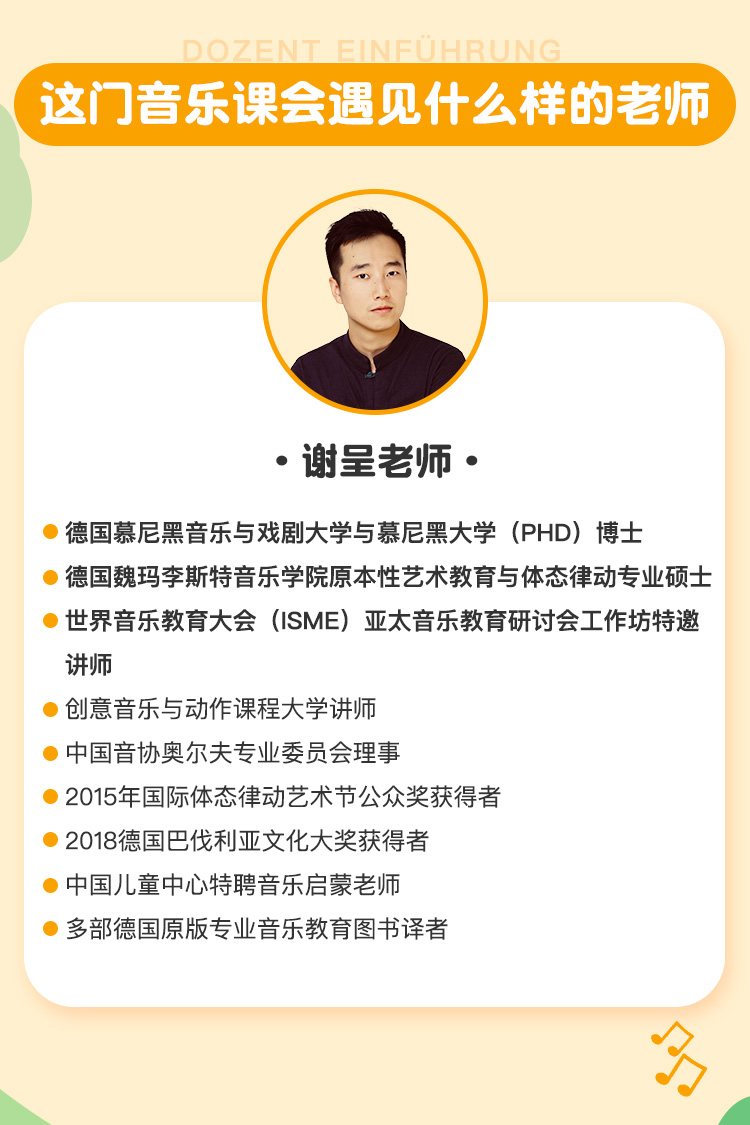 DOZENT EINFÜHRUNG
这门音乐课会遇见什么样的老师
·谢呈老师·
德国慕尼黑音乐与戏剧大学与慕尼黑大学（PHD）博士
德国魏玛李斯特音乐学院原本性艺术教育与体态律动专业硕士
世界音乐教育大会（ISME）亚太音乐教育研讨会工作坊特邀
讲师
创意音乐与动作课程大学讲师
中国音协奥尔夫专业委员会理事
2015年国际体态律动艺术节公众奖获得者
2018德国巴伐利亚文化大奖获得者
中国儿童中心特聘音乐启蒙老师
多部德国原版专业音乐教育图书译者